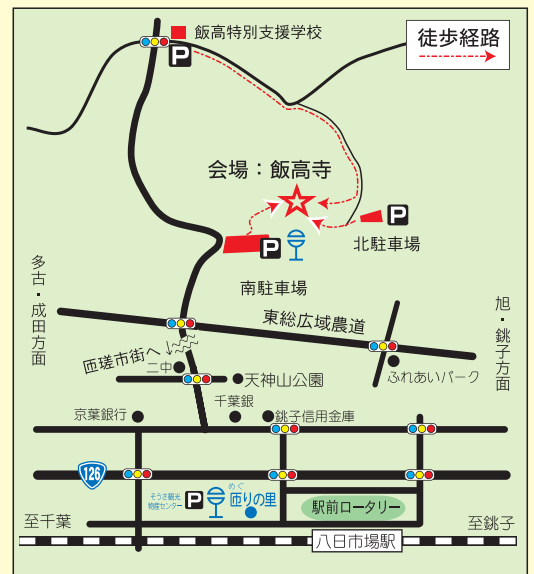 飯高特別支援学校
P
徒歩経路
会場：飯高寺
P
北駐車場
P
南駐車場
多古・成田方面
東総広域農道
旭・銚子方面
匝瑳市街へ
二中
天神山公園
ふれあいパーク
千葉銀
京葉銀行
銚子信用金庫
126
そうさ観光
物産センター
P
めぐ
匝りの里
駅前ロータリー
至千葉
至銚子
八日市場駅